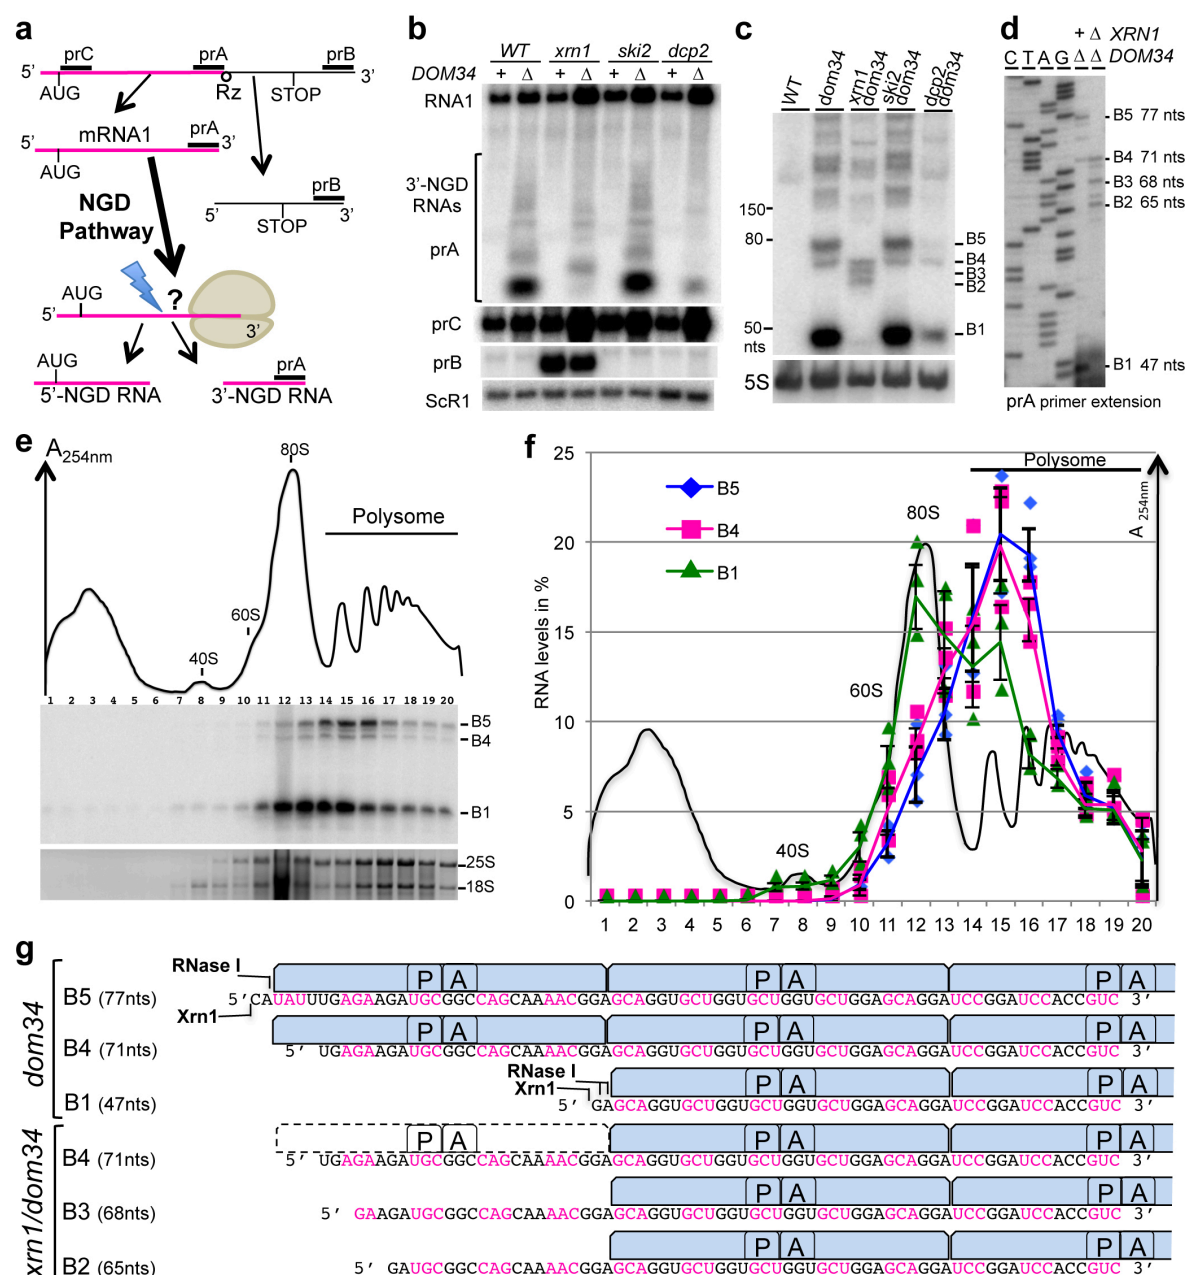 a
prC
prA
prB
5'
3'
AUG
Rz
STOP
mRNA1
prA
5'
3'
AUG
NGD
Pathway
prB
5'
3'
STOP
AUG
?
5'
3'
AUG
prA
5'-NGD RNA
3'-NGD RNA
b
WT xrn1 ski2 dcp2
DOM34 + Δ + Δ + Δ + Δ
RNA1
3'-NGD
RNAs
prA
prC
prB
ScR1
c
WT
dom34
xrn1
dom34
ski2
dom34
dcp2
dom34
150
80
50
nts
B5
B4
B3
B2
B1
5S
d
+ Δ XRN1
C T A G Δ Δ DOM34
B5 77 nts
B4 71 nts
B3 68 nts
B2 65 nts
B1 47 nts
prA primer extension
e
A254nm
80S
Polysome
60S
40S
1 2 3 4 5 6 7 8 9 10 11 12 13 14 15 16 17 18 19 20
B5
B4
B1
25S
18S
f
25
20
15
10
5
0
RNA levels in %
B5
B4
B1
80S
60S
40S
Polysome
A 254nm
1 2 3 4 5 6 7 8 9 10 11 12 13 14 15 16 17 18 19 20
g
dom34
RNase I
P A P A P A
B5 (77nts) 5'CAUAUUUGAGAAGAUGCGGCCAGCAAAACGGAGCAGGUGCUGGUGCUGGUGCUGGAGCAGGAUCCGGAUCCACCGUC 3'
Xrn1
P A P A P A
B4 (71nts) 5' UGAGAAGAUGCGGCCAGCAAAACGGAGCAGGUGCUGGUGCUGGUGCUGGAGCAGGAUCCGGAUCCACCGUC 3'
RNase I
Xrn1
P A P A
B1 (47nts) 5' GAGCAGGUGCUGGUGCUGGUGCUGGAGCAGGAUCCGGAUCCACCGUC 3'
xrn1/dom34
P A P A P A
B4 (71nts) 5' UGAGAAGAUGCGGCCAGCAAAACGGAGCAGGUGCUGGUGCUGGUGCUGGAGCAGGAUCCGGAUCCACCGUC 3'
P A P A
B3 (68nts) 5' GAAGAUGCGGCCAGCAAAACGGAGCAGGUGCUGGUGCUGGUGCUGGAGCAGGAUCCGGAUCCACCGUC 3'
P A P A
B2 (65nts) 5' GAUGCGGCCAGCAAAACGGAGCAGGUGCUGGUGCUGGUGCUGGAGCAGGAUCCGGAUCCACCGUC 3'